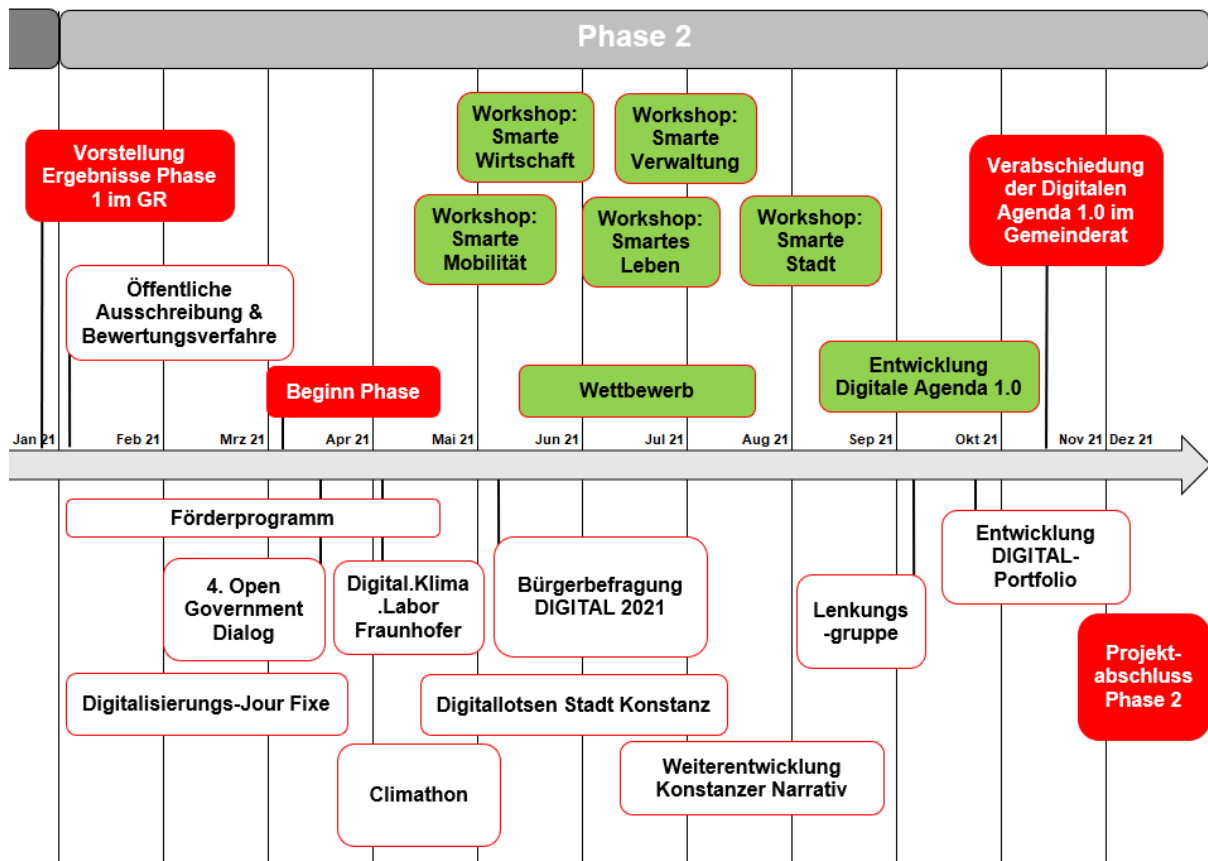 Phase 2
Workshop:
Smarte
Wirtschaft
Workshop:
Smarte
Verwaltung
Vorstellung
Ergebnisse Phase
1 im GR
Verabschiedung
der Digitalen
Agenda 1.0 im
Gemeinderat
Workshop:
Smarte
Mobilität
Workshop:
Smartes
Leben
Workshop:
Smarte
Stadt
Öffentliche
Ausschreibung &
Bewertungsverfahre
Beginn Phase
Wettbewerb
Entwicklung
Digitale Agenda 1.0
Jan 21
Feb 21
Mrz 21
Apr 21
Mai 21
Jun 21
Jul 21
Aug 21
Sep 21
Okt 21
Nov 21
Dez 21
Förderprogramm
4. Open
Government
Dialog
Digital.Klima
.Labor
Fraunhofer
Bürgerbefragung
DIGITAL 2021
Lenkungs
-gruppe
Entwicklung
DIGITAL-
Portfolio
Projekt-
abschluss
Phase 2
Digitalisierungs-Jour Fixe
Digitallotsen Stadt Konstanz
Climathon
Weiterentwicklung
Konstanzer Narrativ